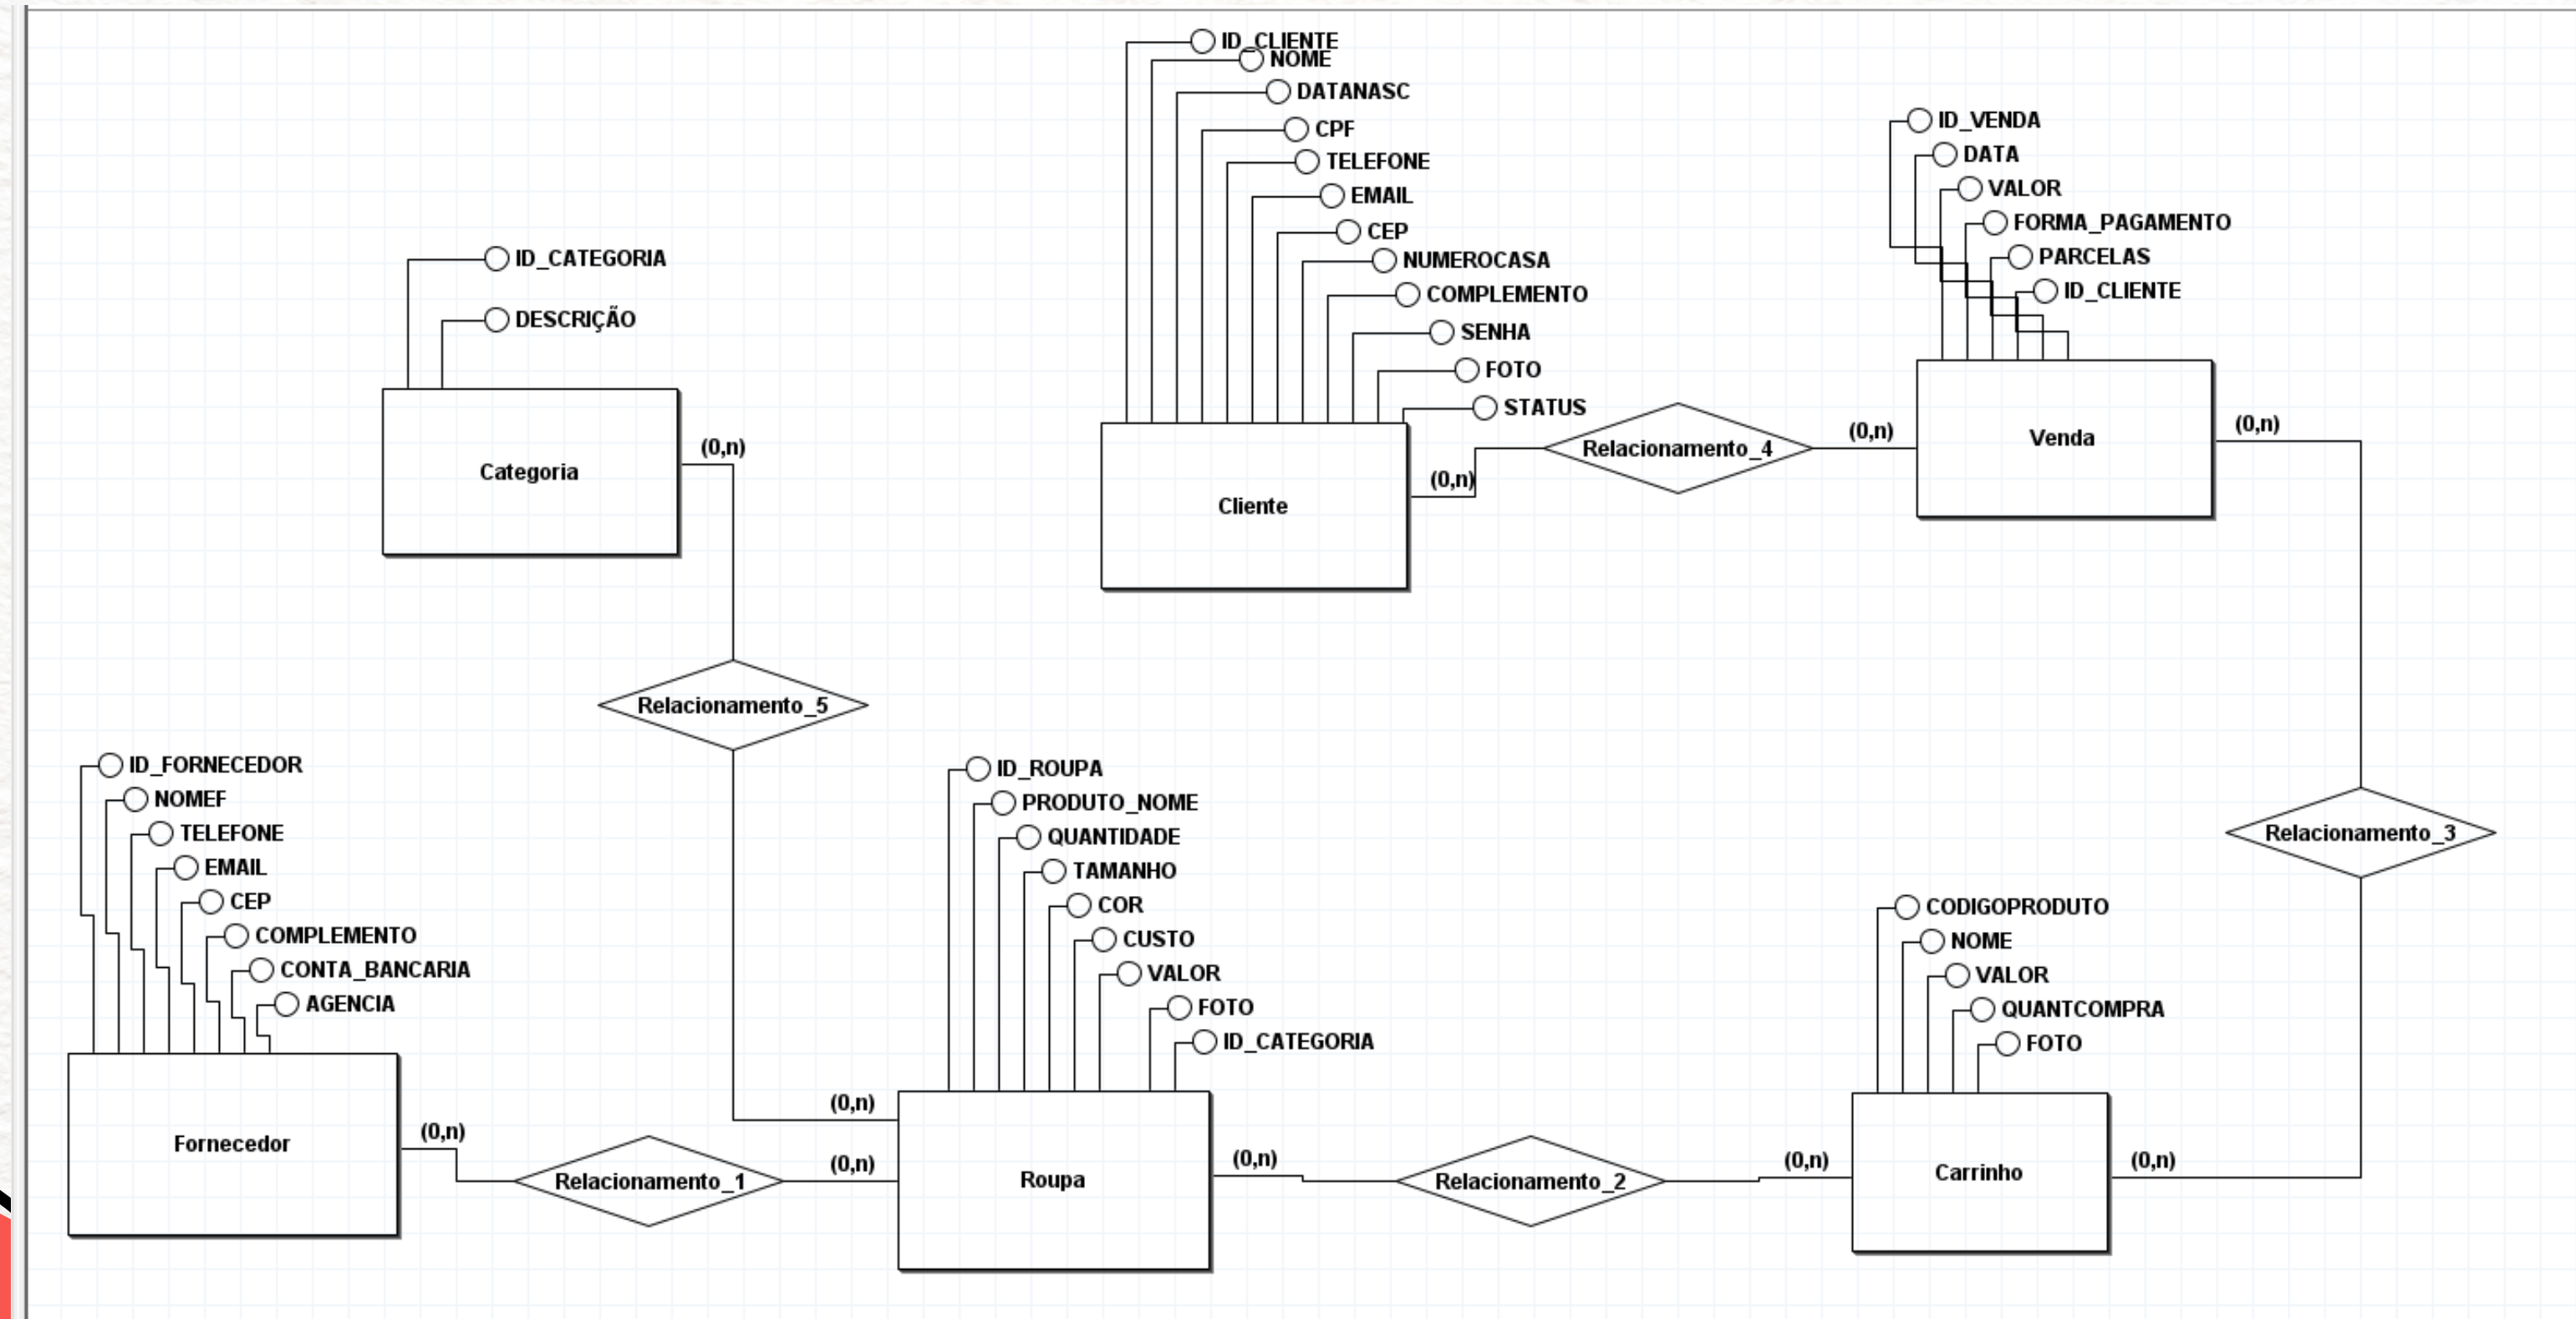 ID_CLIENTE
NOME
DATANASC
CPF
TELEFONE
EMAIL
CEP
NUMEROCASA
COMPLEMENTO
SENHA
FOTO
STATUS
Cliente
(0,n)
Relacionamento_4
(0,n)
ID_VENDA
DATA
VALOR
FORMA_PAGAMENTO
PARCELAS
ID_CLIENTE
Venda
(0,n)
ID_CATEGORIA
DESCRIÇÃO
Categoria
(0,n)
Relacionamento_5
(0,n)
Relacionamento_3
ID_FORNECEDOR
NOMEF
TELEFONE
EMAIL
CEP
COMPLEMENTO
CONTA_BANCARIA
AGENCIA
Fornecedor
(0,n)
Relacionamento_1
(0,n)
ID_ROUPA
PRODUTO_NOME
QUANTIDADE
TAMANHO
COR
CUSTO
VALOR
FOTO
ID_CATEGORIA
Roupa
(0,n)
Relacionamento_2
(0,n)
CODIGOPRODUTO
NOME
VALOR
QUANTCOMPRA
FOTO
Carrinho
(0,n)